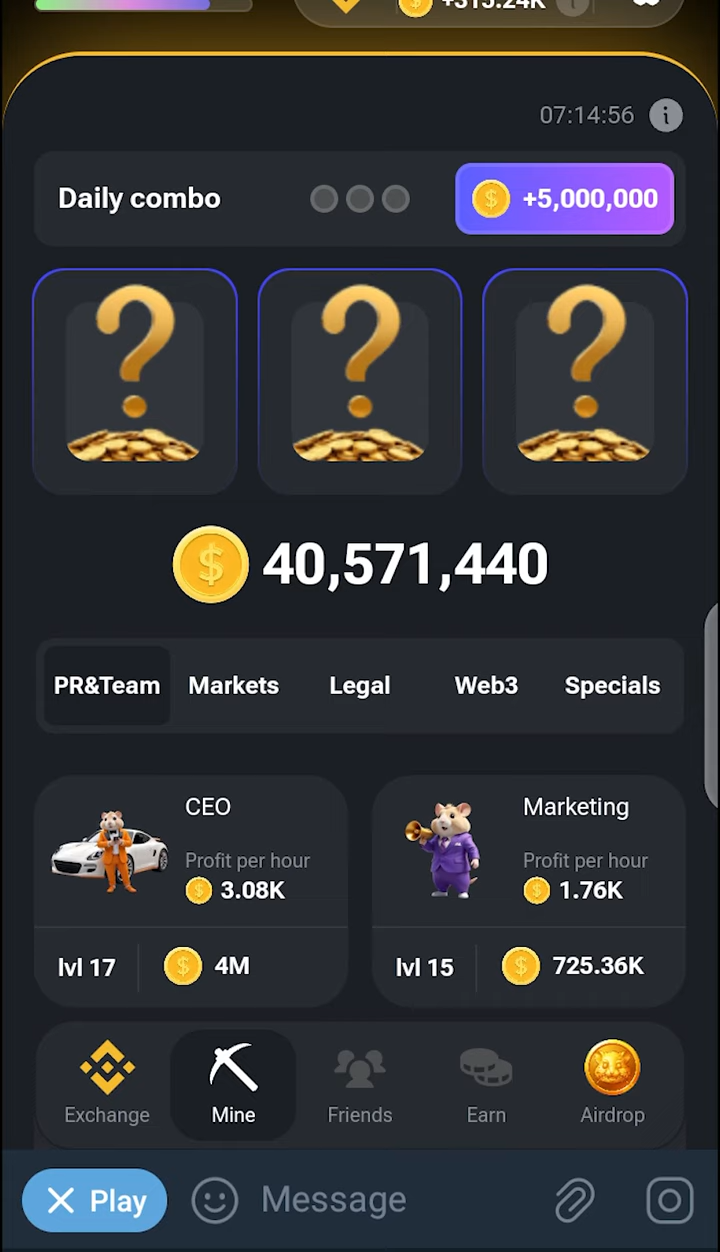 +315.24K
07:14:56
Daily combo +5,000,000
40,571,440
PR&Team Markets Legal Web3 Specials
CEO
Profit per hour
3.08K
lvl 17 4M
Marketing
Profit per hour
1.76K
lvl 15 725.36K
Exchange Mine Friends Earn Airdrop
Play Message